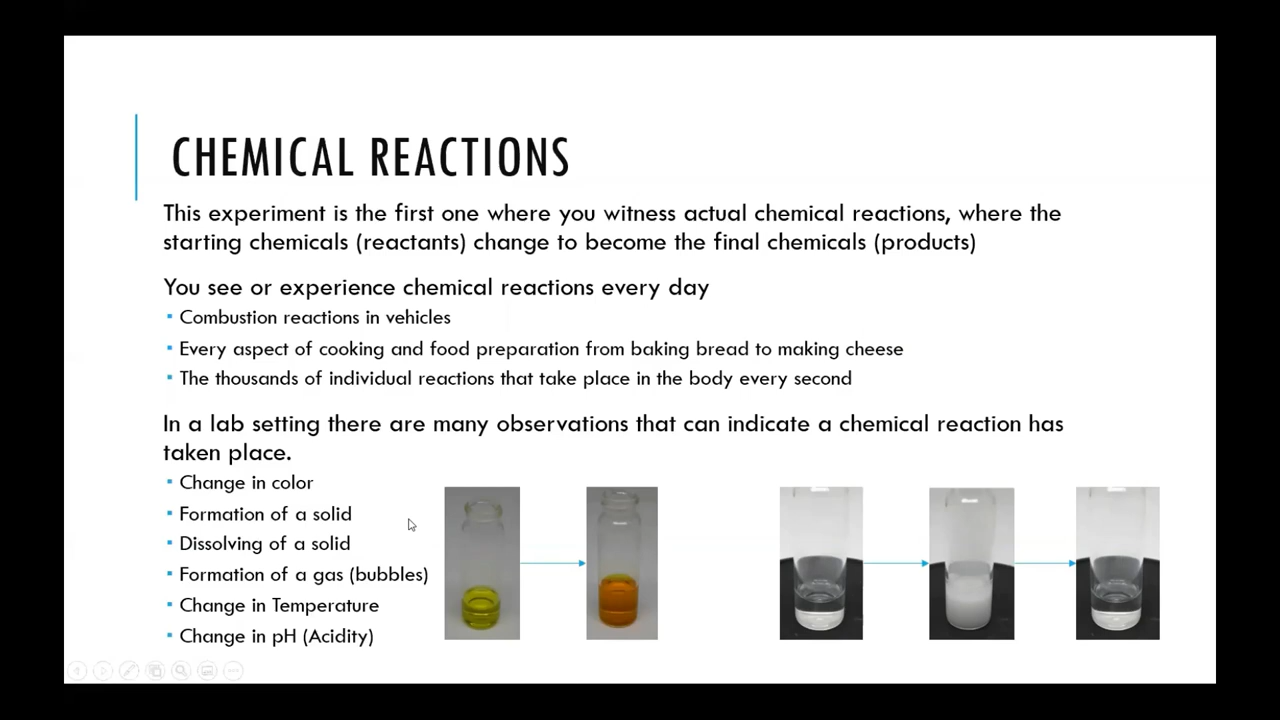 CHEMICAL REACTIONS
This experiment is the first one where you witness actual chemical reactions, where the
starting chemicals (reactants) change to become the final chemicals (products)
You see or experience chemical reactions every day
▪ Combustion reactions in vehicles
▪ Every aspect of cooking and food preparation from baking bread to making cheese
▪ The thousands of individual reactions that take place in the body every second
In a lab setting there are many observations that can indicate a chemical reaction has
taken place.
▪ Change in color
▪ Formation of a solid
▪ Dissolving of a solid
▪ Formation of a gas (bubbles)
▪ Change in Temperature
▪ Change in pH (Acidity)